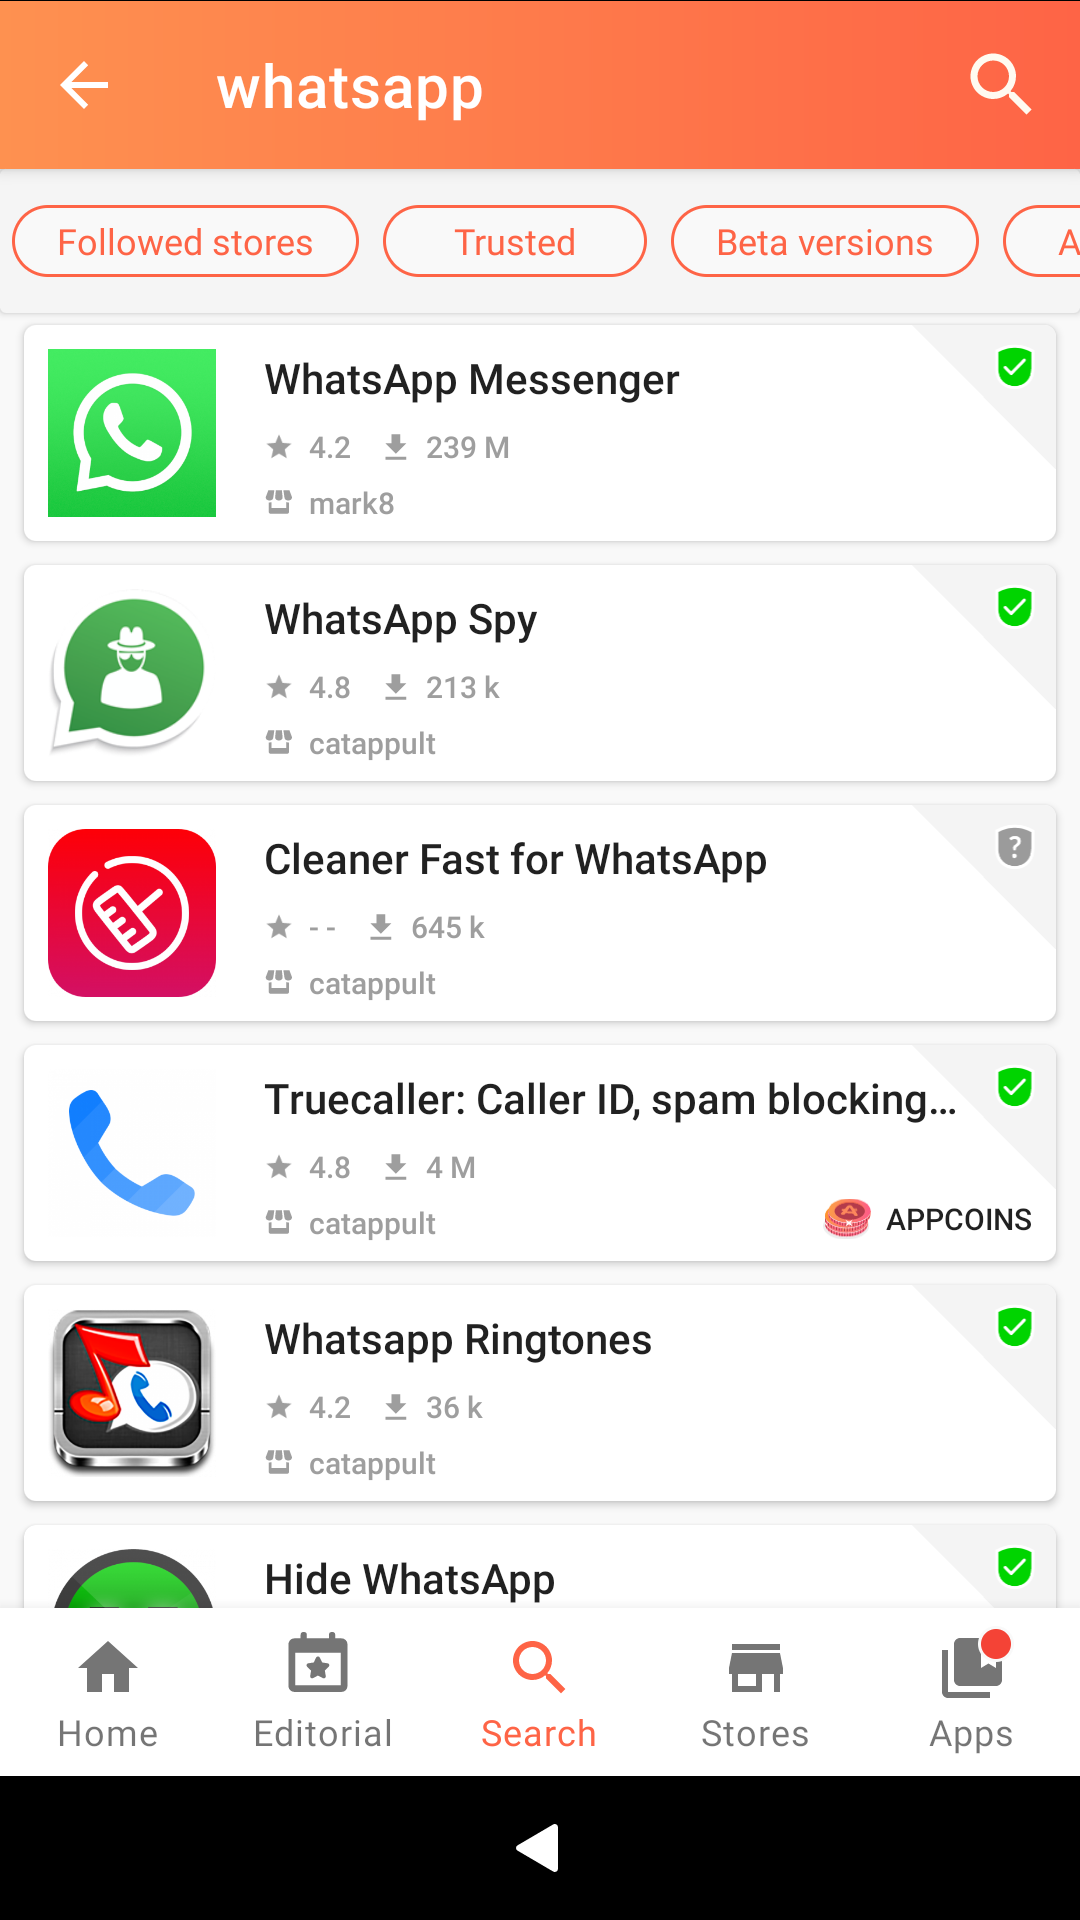 whatsapp
Followed stores
Trusted
Beta versions
A
WhatsApp Messenger
4.2 239 M
mark8
WhatsApp Spy
4.8 213 k
catappult
Cleaner Fast for WhatsApp
?
- - 645 k
catappult
Truecaller: Caller ID, spam blocking...
4.8 4 M
catappult
APPCOINS
Whatsapp Ringtones
4.2 36 k
catappult
Hide WhatsApp
Home
Editorial
Search
Stores
Apps